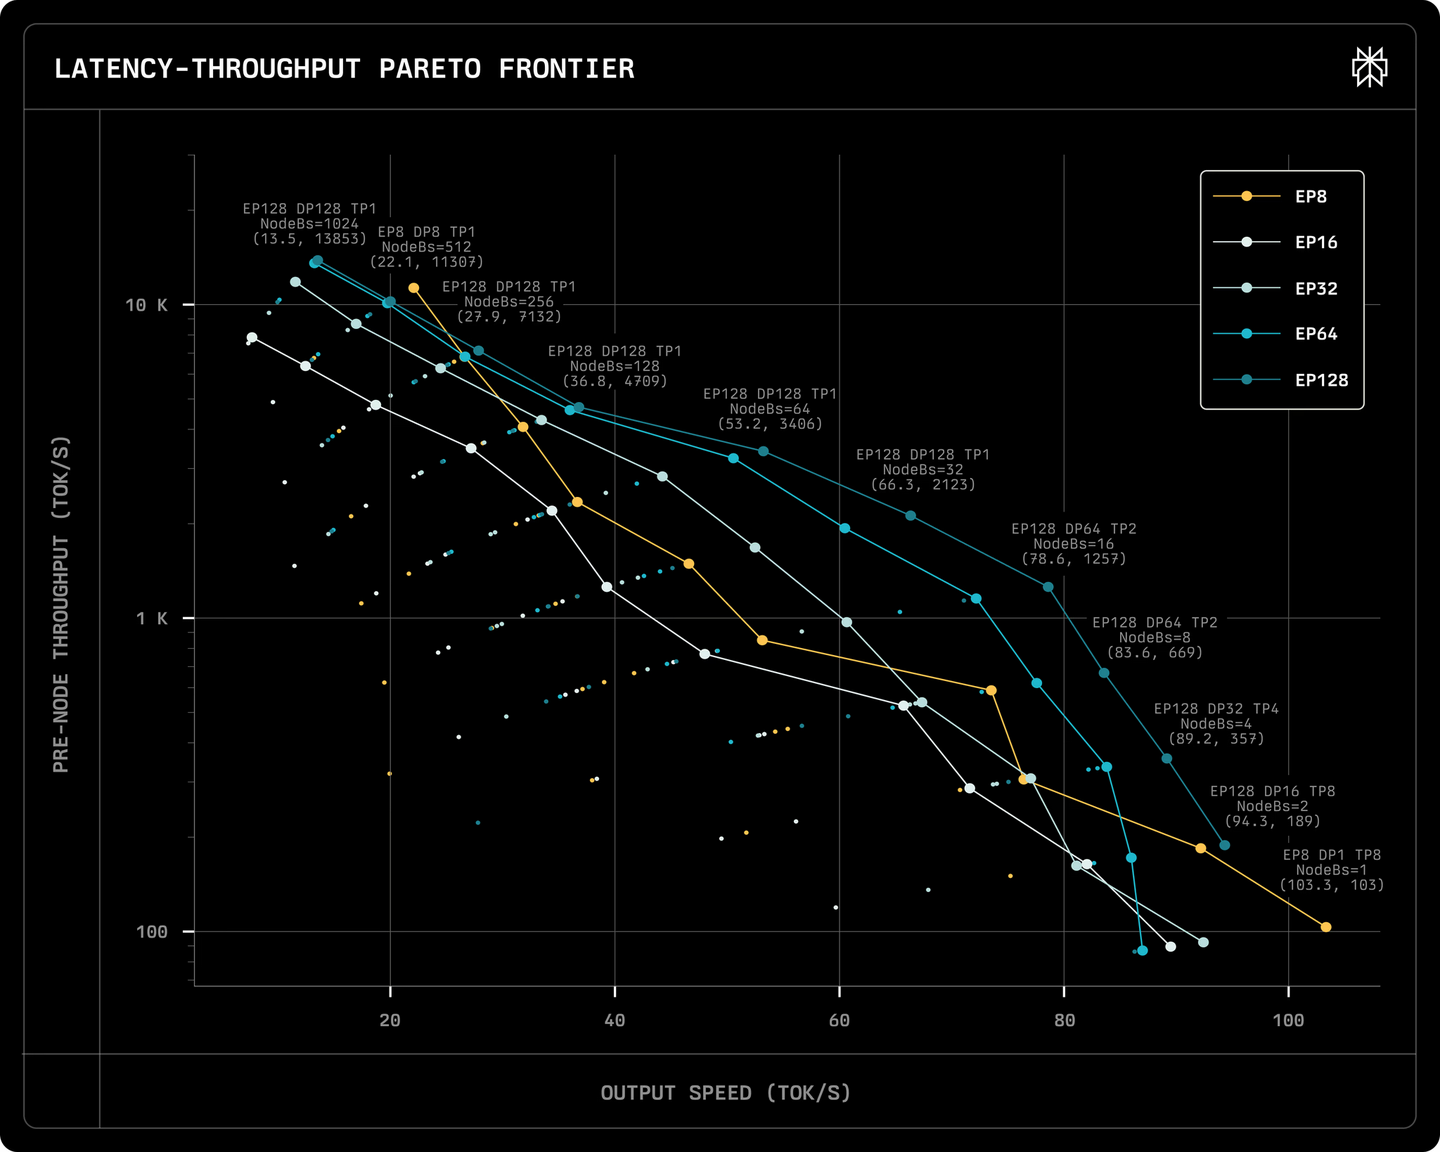 LATENCY-THROUGHPUT PARETO FRONTIER
EP128 DP128 TP1
NodeBs=1024
(13.5, 13853)
EP8 DP8 TP1
NodeBs=512
(22.1, 11307)
EP128 DP128 TP1
NodeBs=256
(27.9, 7132)
EP128 DP128 TP1
NodeBs=128
(36.8, 4709)
EP128 DP128 TP1
NodeBs=64
(53.2, 3406)
EP128 DP128 TP1
NodeBs=32
(66.3, 2123)
EP128 DP64 TP2
NodeBs=16
(78.6, 1257)
EP128 DP64 TP2
NodeBs=8
(83.6, 669)
EP128 DP32 TP4
NodeBs=4
(89.2, 357)
EP128 DP16 TP8
NodeBs=2
(94.3, 189)
EP8 DP1 TP8
NodeBs=1
(103.3, 103)
EP8
EP16
EP32
EP64
EP128
PRE-NODE THROUGHPUT (TOK/S)
10 K
1 K
100
20
40
60
80
100
OUTPUT SPEED (TOK/S)